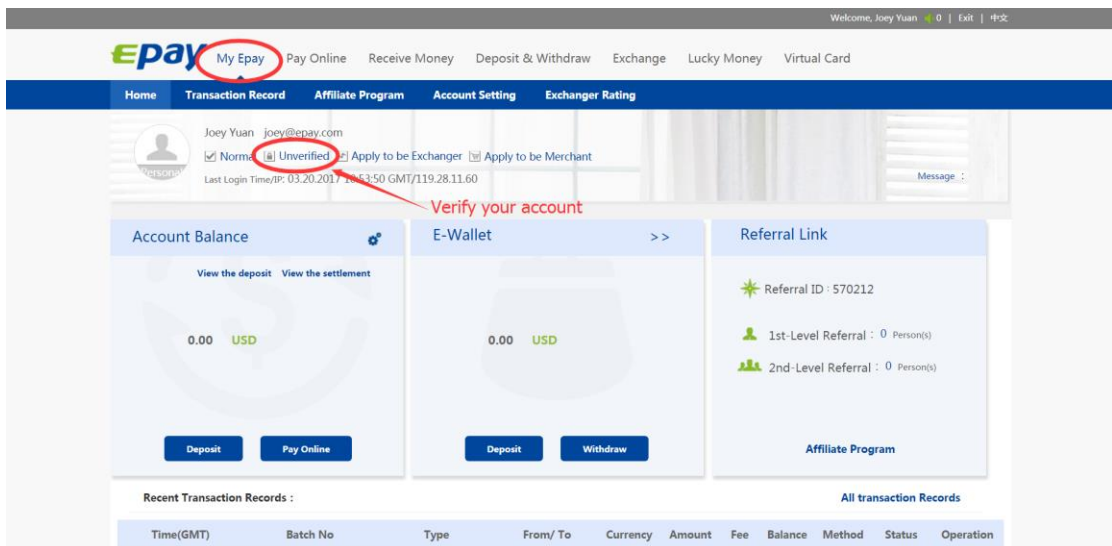 Welcome, Joey Yuan 0 | Exit | 中文
Epay My Epay Pay Online Receive Money Deposit & Withdraw Exchange Lucky Money Virtual Card
Home Transaction Record Affiliate Program Account Setting Exchanger Rating
Joey Yuan joey@epay.com
Normal Unverified Apply to be Exchanger Apply to be Merchant
Personal
Last Login Time/IP: 03.20.2017 10:53:50 GMT/119.28.11.60
Message :
Verify your account
Account Balance E-Wallet >> Referral Link
View the deposit View the settlement
Referral ID : 570212
0.00 USD 0.00 USD 1st-Level Referral : 0 Person(s)
2nd-Level Referral : 0 Person(s)
Deposit Pay Online Deposit Withdraw Affiliate Program
Recent Transaction Records : All transaction Records
Time(GMT) Batch No Type From/ To Currency Amount Fee Balance Method Status Operation